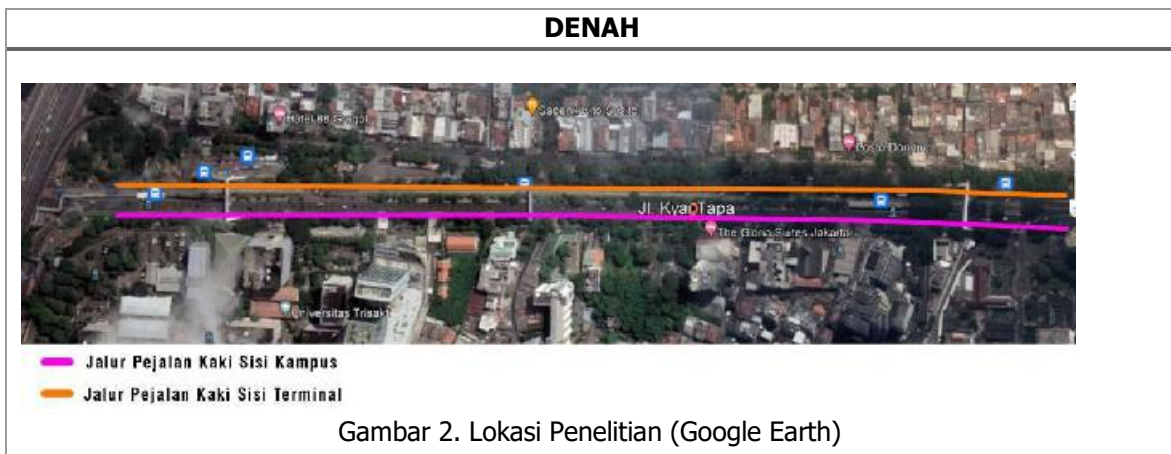 DENAH
Jl. Kyai Tapa
The Gloria Suites Jakarta
Universitas Trisakti
Jalur Pejalan Kaki Sisi Kampus
Jalur Pejalan Kaki Sisi Terminal
Gambar 2. Lokasi Penelitian (Google Earth)